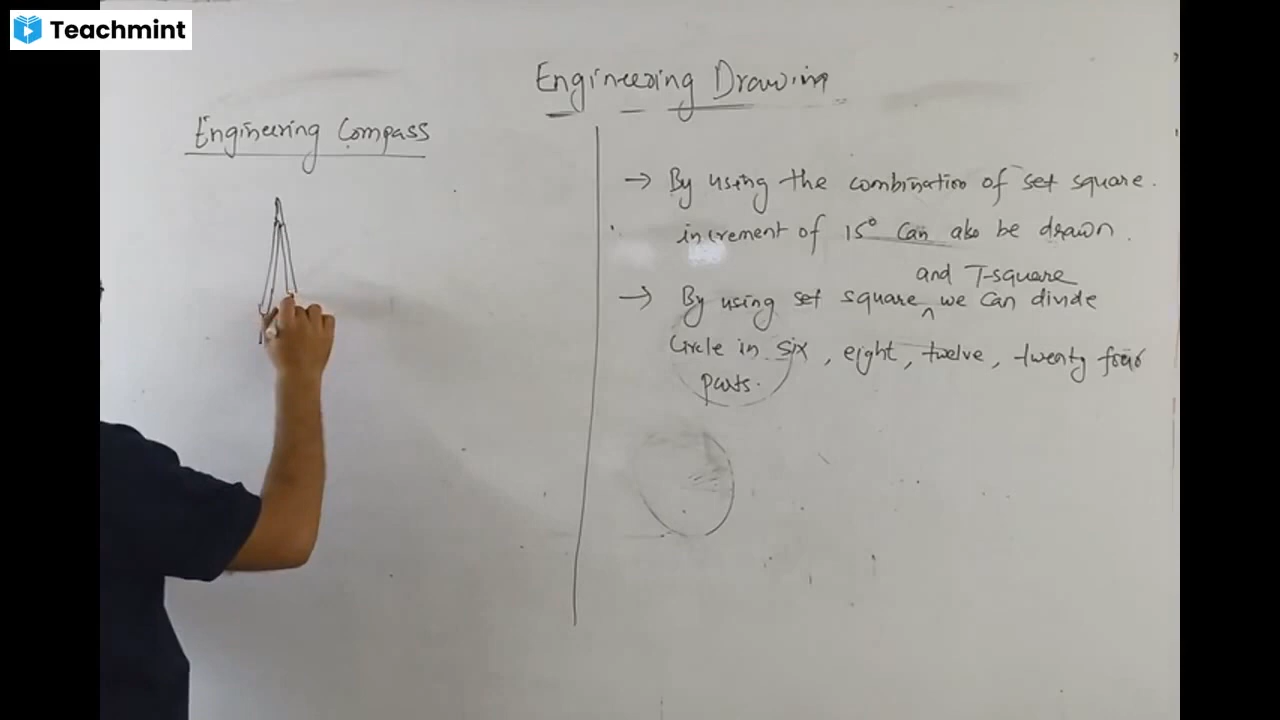 Teachmint
Engineering Drawing
Engineering Compass
→ By using the combination of set square.
increment of 15° can also be drawn.
and T-square
→ By using set square ^ we can divide
Circle in six, eight, twelve, twenty four
parts.